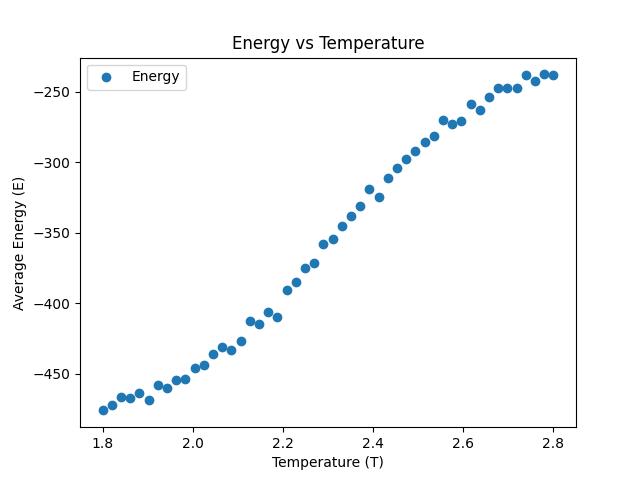 Energy vs Temperature
Energy
Average Energy (E)
−250
−300
−350
−400
−450
1.8 2.0 2.2 2.4 2.6 2.8
Temperature (T)